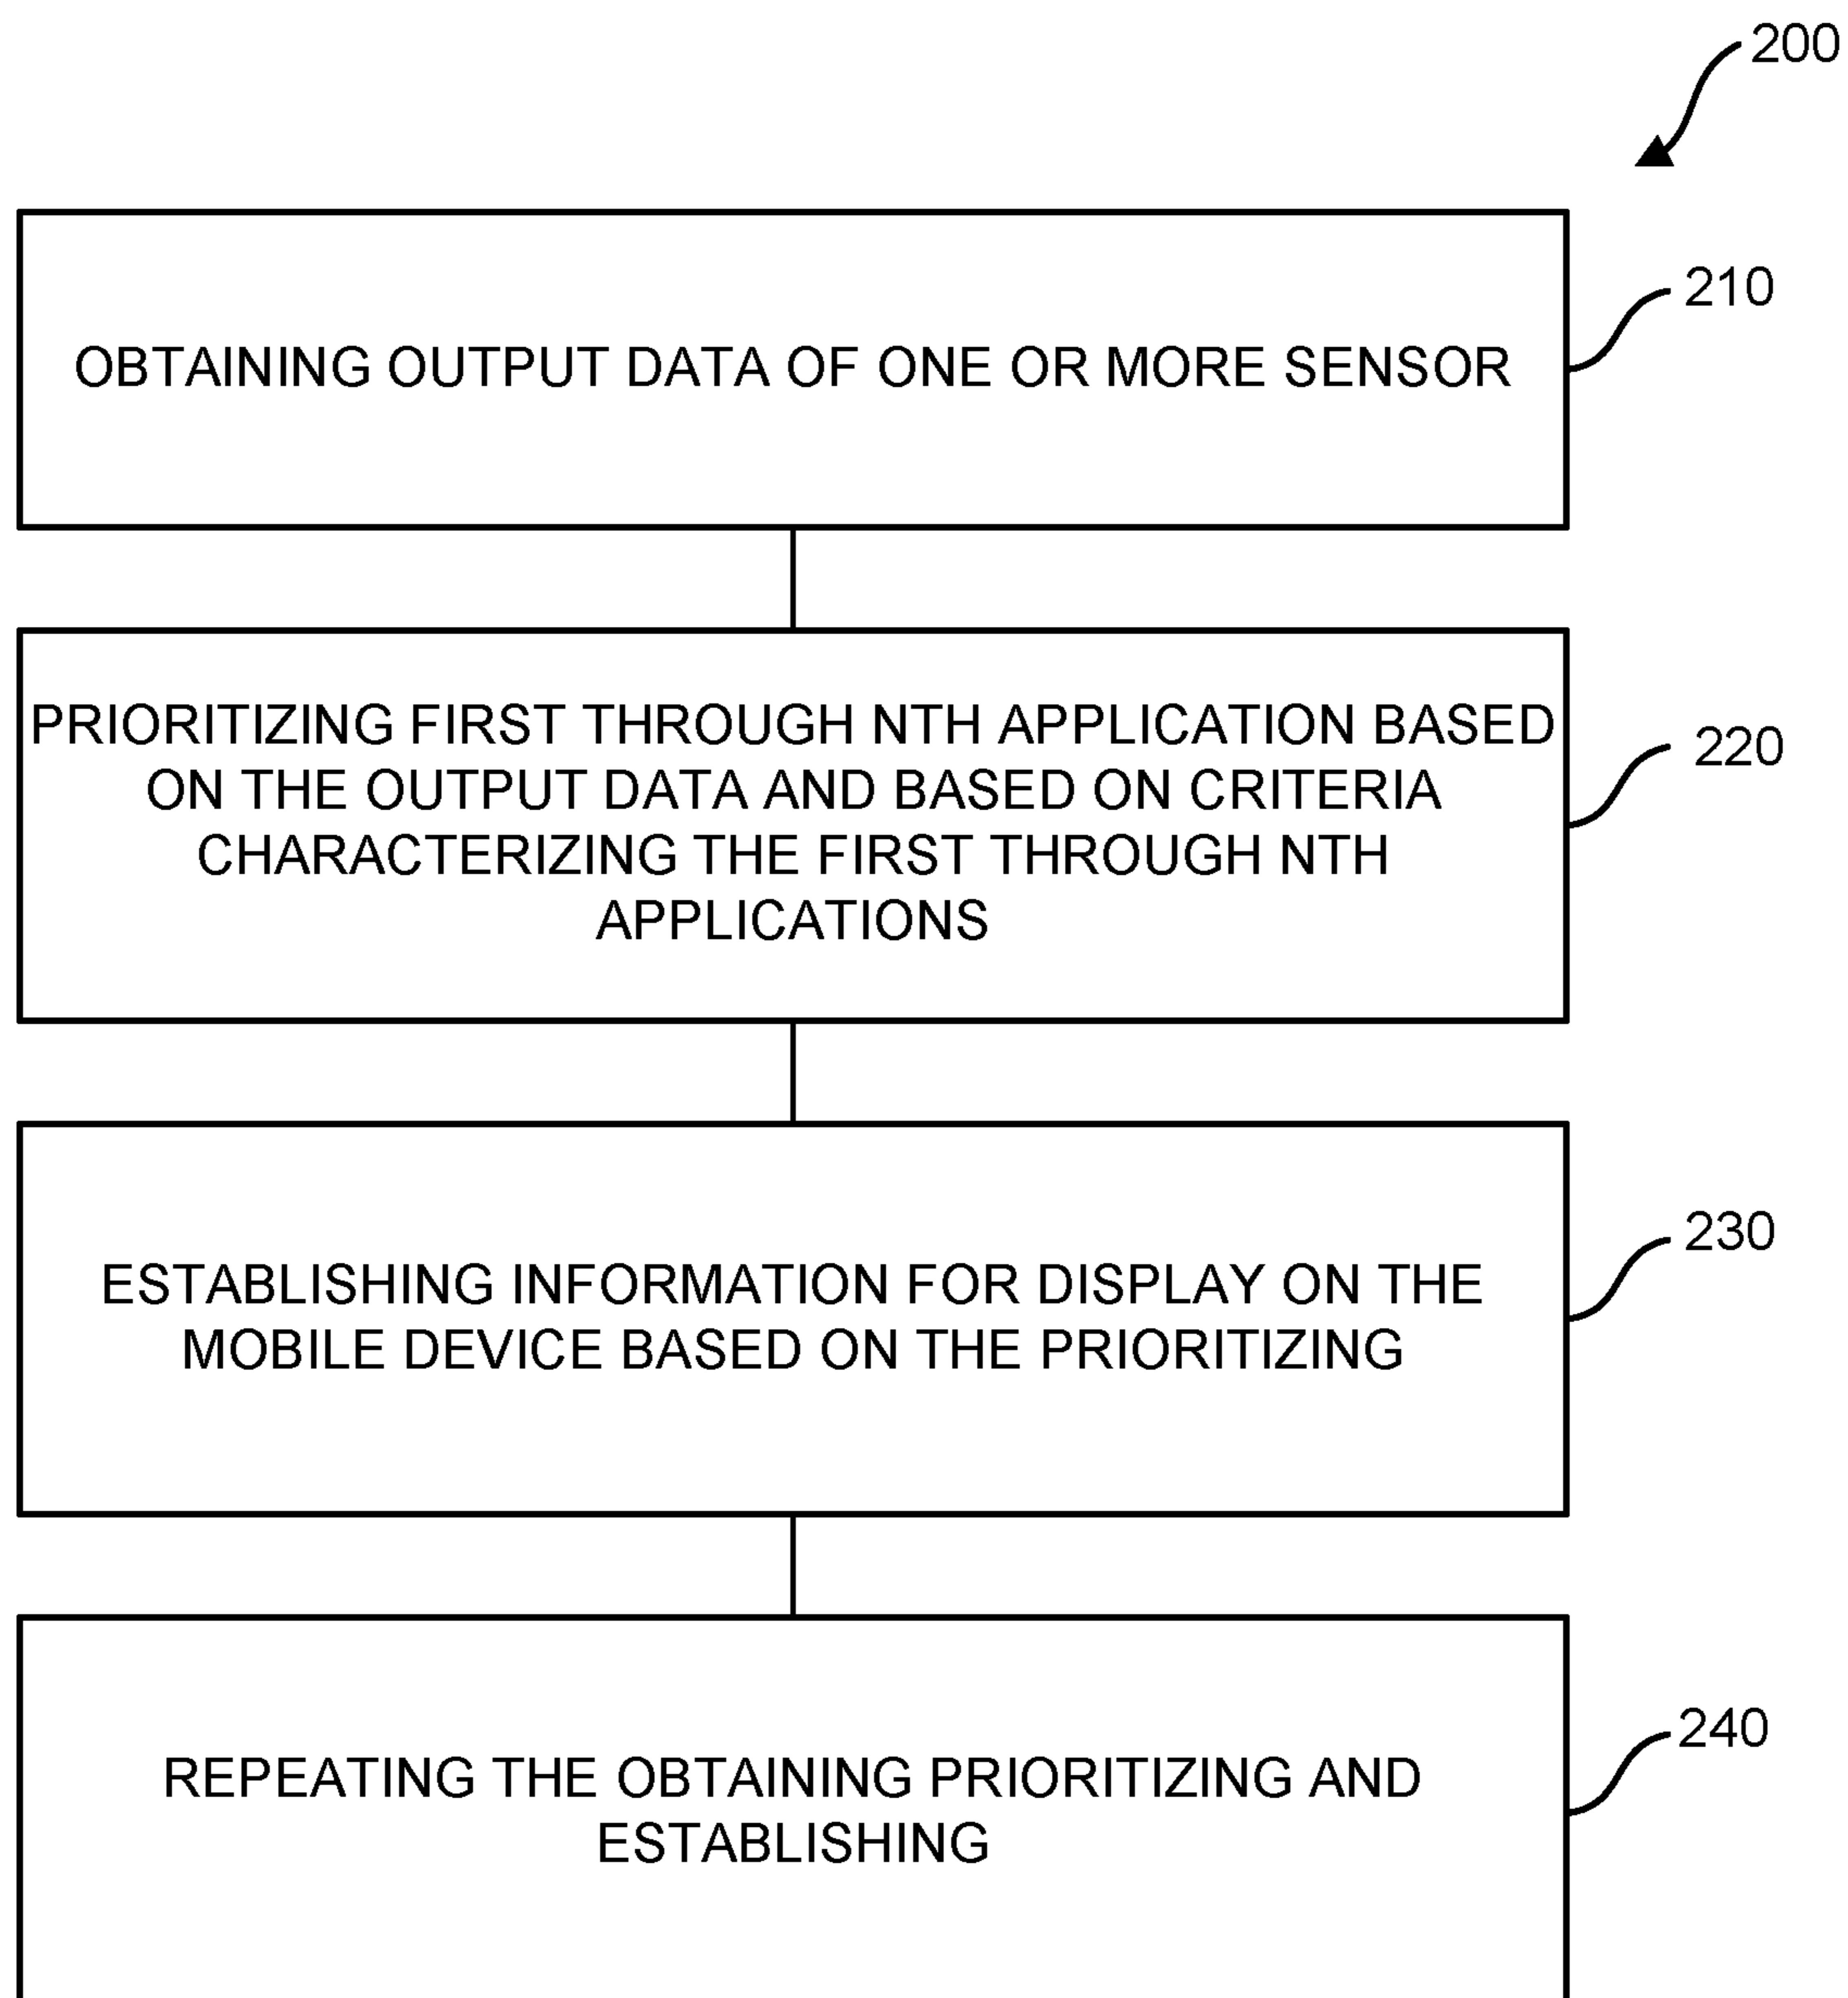 200
210
OBTAINING OUTPUT DATA OF ONE OR MORE SENSOR
PRIORITIZING FIRST THROUGH NTH APPLICATION BASED
ON THE OUTPUT DATA AND BASED ON CRITERIA
CHARACTERIZING THE FIRST THROUGH NTH
APPLICATIONS
220
230
ESTABLISHING INFORMATION FOR DISPLAY ON THE
MOBILE DEVICE BASED ON THE PRIORITIZING
240
REPEATING THE OBTAINING PRIORITIZING AND
ESTABLISHING